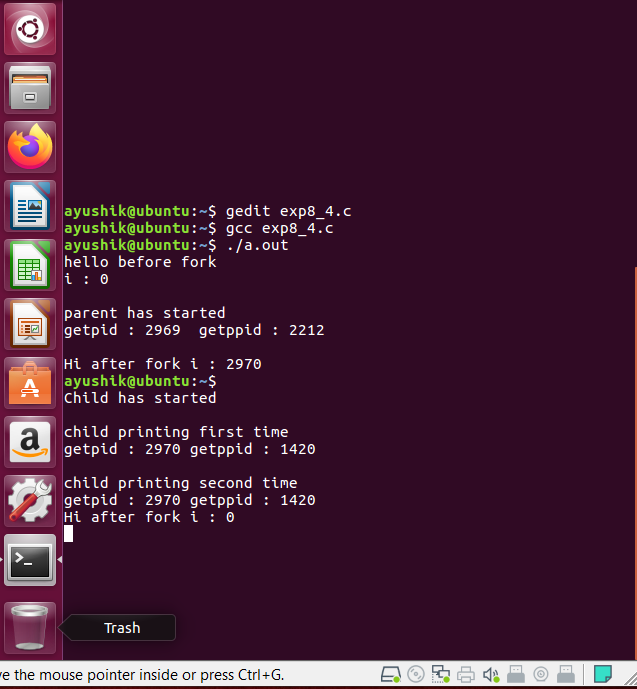 ayushik@ubuntu:~$ gedit exp8_4.c
ayushik@ubuntu:~$ gcc exp8_4.c
ayushik@ubuntu:~$ ./a.out
hello before fork
i : 0
parent has started
getpid : 2969  getppid : 2212
Hi after fork i : 2970
ayushik@ubuntu:~$
Child has started
child printing first time
getpid : 2970 getppid : 1420
child printing second time
getpid : 2970 getppid : 1420
Hi after fork i : 0
Trash
ve the mouse pointer inside or press Ctrl+G.